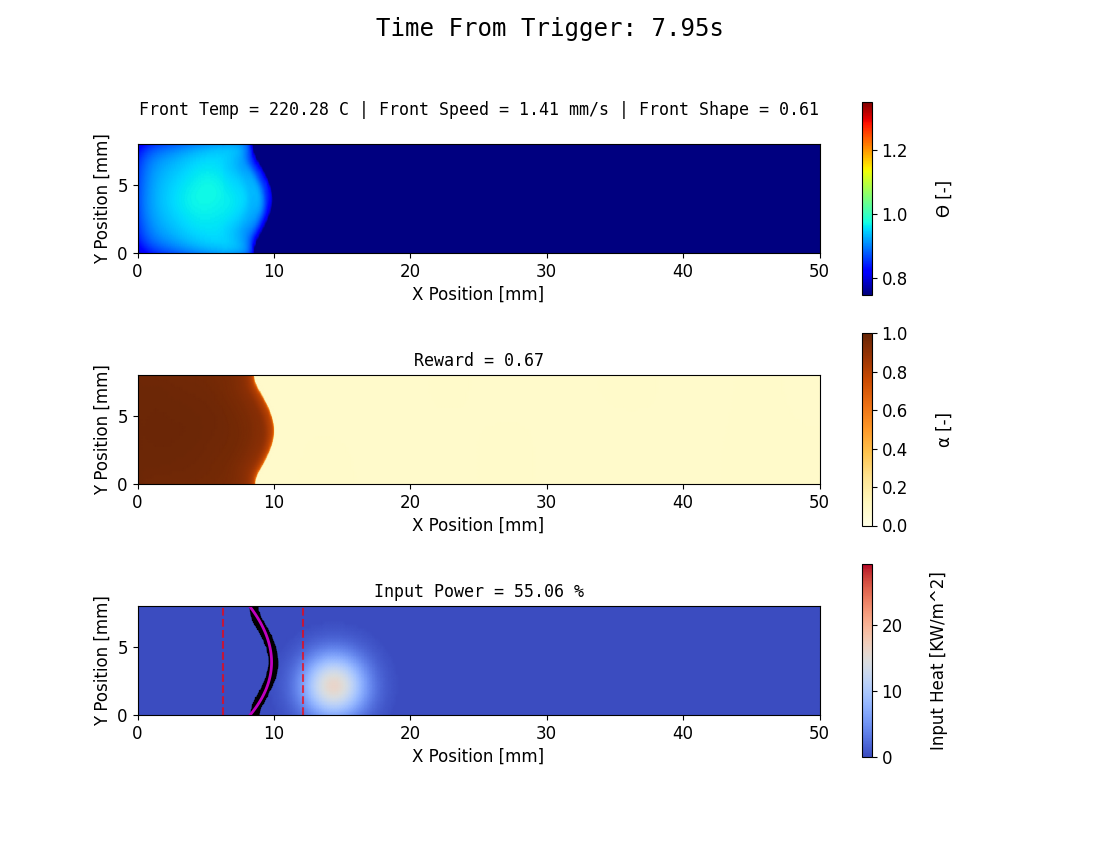 Time From Trigger: 7.95s
Front Temp = 220.28 C | Front Speed = 1.41 mm/s | Front Shape = 0.61
Y Position [mm]
5
0
0 10 20 30 40 50
X Position [mm]
1.2
1.0
0.8
Θ [-]
Reward = 0.67
Y Position [mm]
5
0
0 10 20 30 40 50
X Position [mm]
1.0
0.8
0.6
0.4
0.2
0.0
α [-]
Input Power = 55.06 %
Y Position [mm]
5
0
0 10 20 30 40 50
X Position [mm]
20
10
0
Input Heat [KW/m^2]